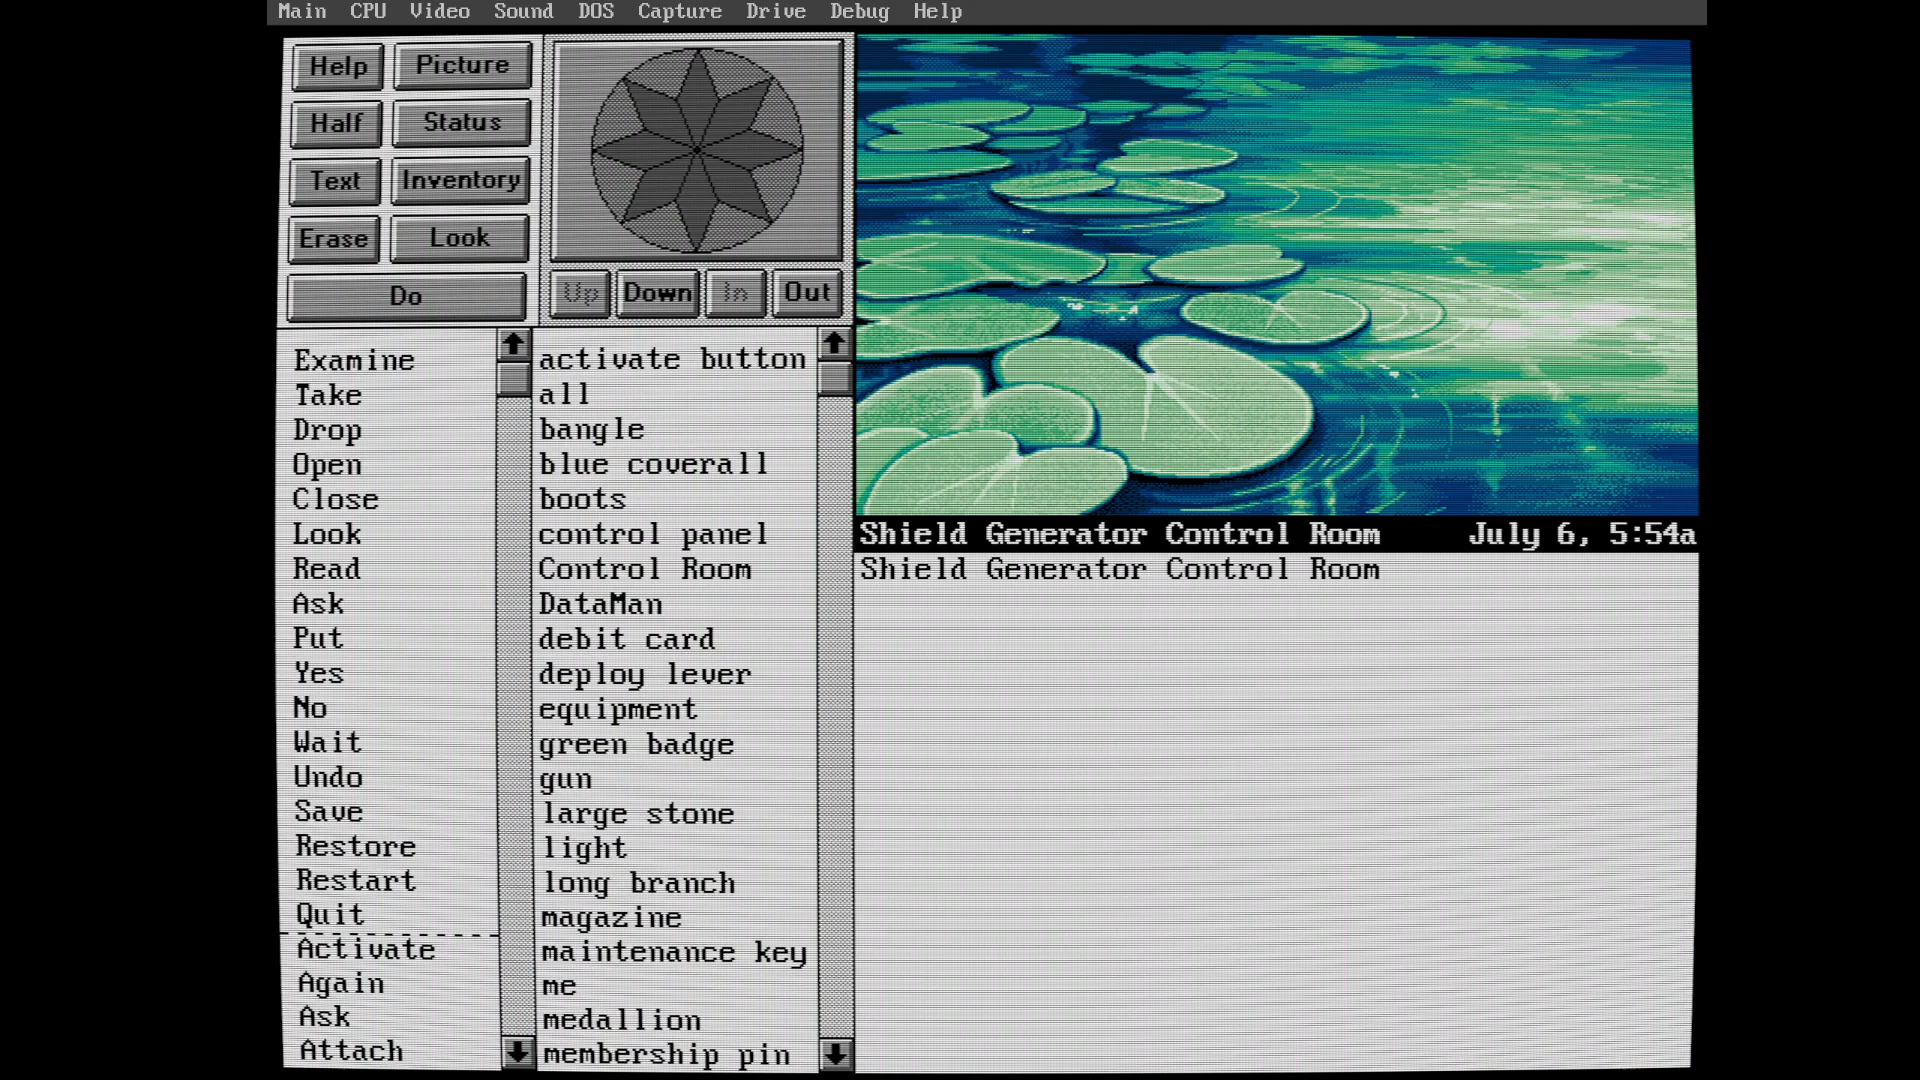 Main CPU Video Sound DOS Capture Drive Debug Help
Help Picture
Half Status
Text Inventory
Erase Look
Do
Up Down In Out
Examine
Take
Drop
Open
Close
Look
Read
Ask
Put
Yes
No
Wait
Undo
Save
Restore
Restart
Quit
Activate
Again
Ask
Attach
activate button
all
bangle
blue coverall
boots
control panel
Control Room
DataMan
debit card
deploy lever
equipment
green badge
gun
large stone
light
long branch
magazine
maintenance key
me
medallion
membership pin
Shield Generator Control Room July 6, 5:54a
Shield Generator Control Room